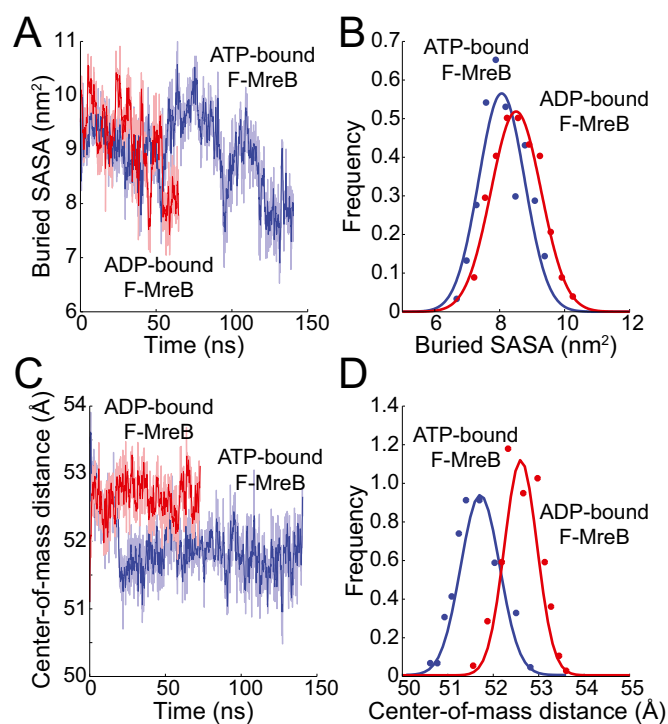 A
11
10
9
8
7
6
Buried SASA (nm²)
ATP-bound
F-MreB
ADP-bound
F-MreB
0
50
100
150
Time (ns)
B
0.7
0.6
0.5
0.4
0.3
0.2
0.1
0
Frequency
ATP-bound
F-MreB
ADP-bound
F-MreB
6
8
10
12
Buried SASA (nm²)
C
54
53
52
51
50
Center-of-mass distance (Å)
ADP-bound
F-MreB
ATP-bound
F-MreB
0
50
100
150
Time (ns)
D
1.4
1.2
1.0
0.8
0.6
0.4
0.2
0
Frequency
ATP-bound
F-MreB
ADP-bound
F-MreB
50
51
52
53
54
55
Center-of-mass distance (Å)